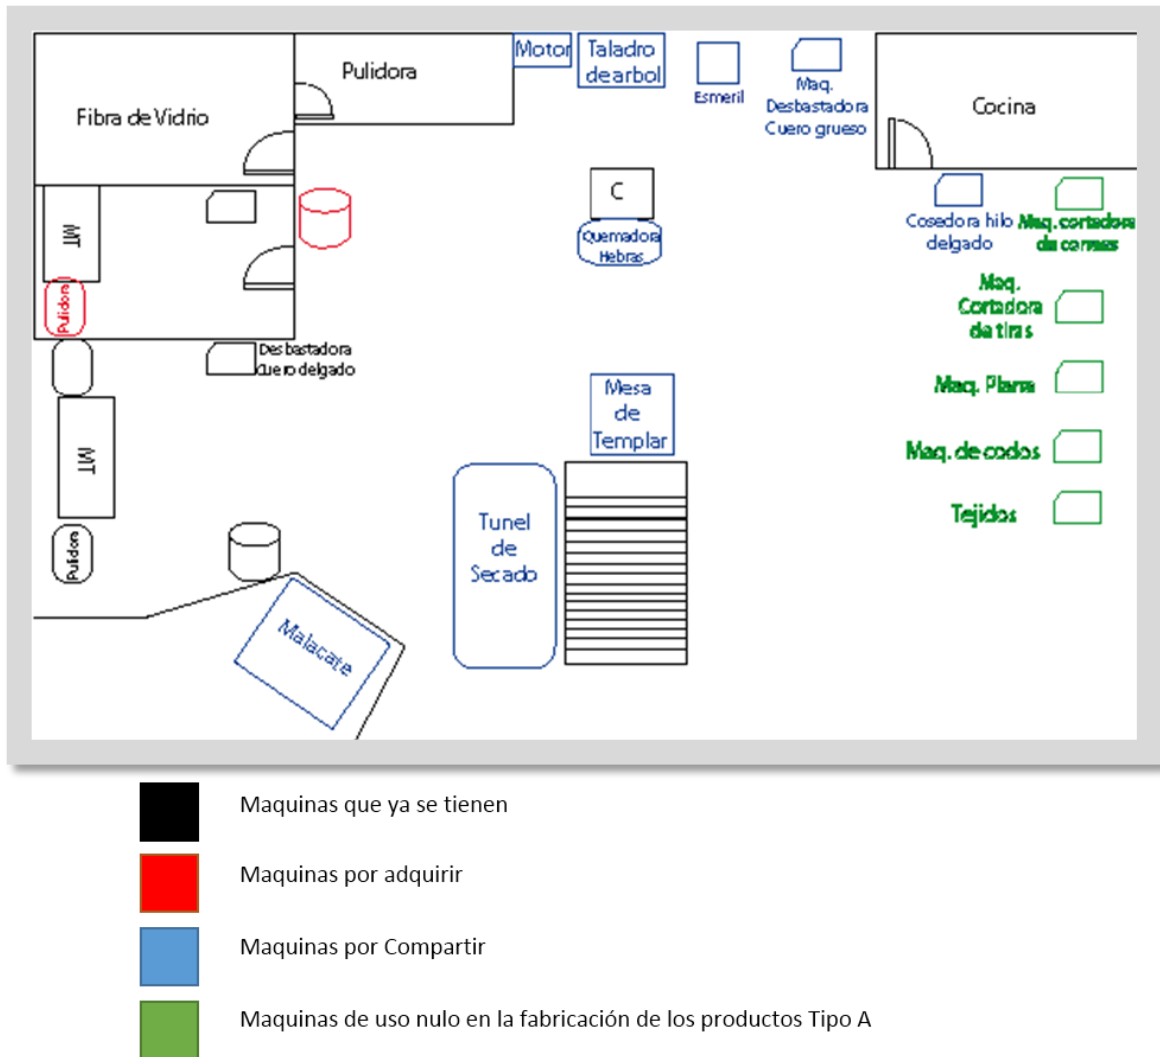 Fibra de Vidrio
Pulidora
Motor
Taladro
de arbol
Esmeril
Maq.
Desbastadora
Cuero grueso
Cocina
MT
Pulidora
C
Quemadora
Hebras
Cosedora hilo
delgado
Maq. cortadora
de correas
Maq.
Cortadora
de tiras
Desbastadora
Cuero delgado
MT
Pulidora
Mesa
de
Templar
Maq. Plana
Maq. de codos
Tejidos
Tunel
de
Secado
Malacate
Maquinas que ya se tienen
Maquinas por adquirir
Maquinas por Compartir
Maquinas de uso nulo en la fabricación de los productos Tipo A